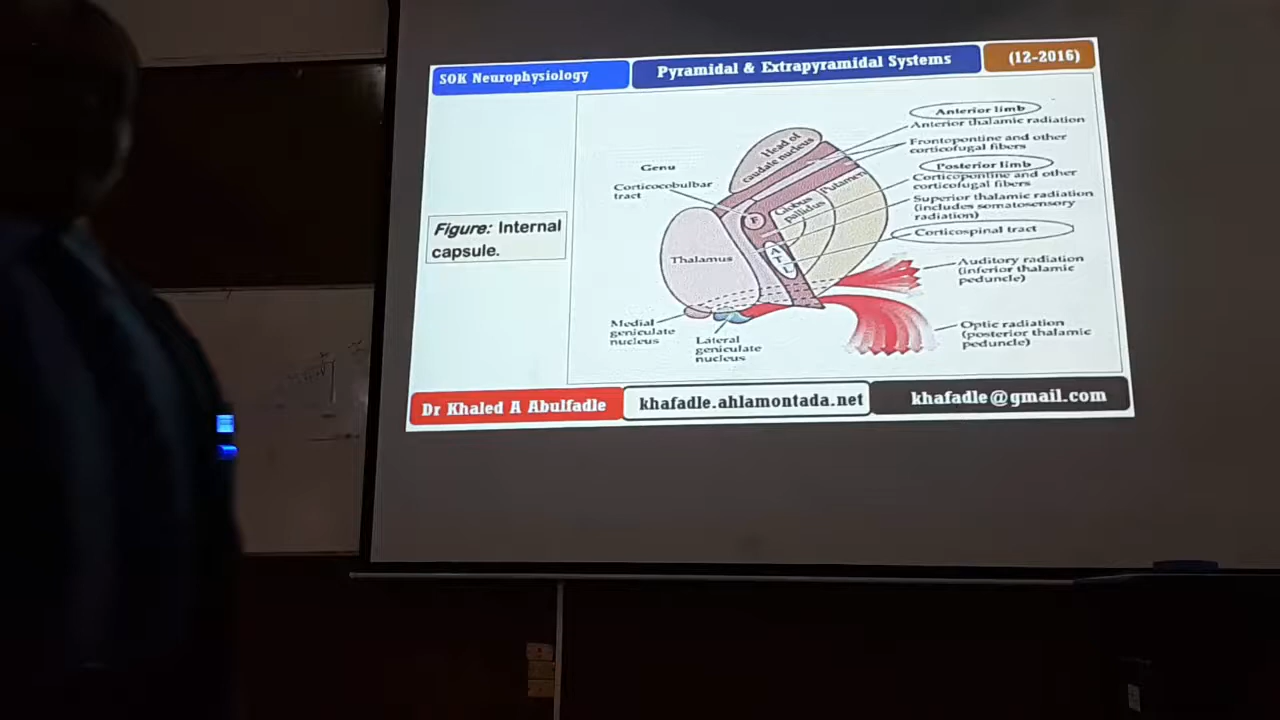 SOK Neurophysiology
Pyramidal & Extrapyramidal Systems
(12-2016)
Figure: Internal
capsule.
Genu
Corticocobulbar
tract
Head of
caudate nucleus
Putamen
Globus
pallidus
F
A
T
L
Thalamus
Medial
geniculate
nucleus
Lateral
geniculate
nucleus
Anterior limb
Anterior thalamic radiation
Frontopontine and other
corticofugal fibers
Posterior limb
Corticopontine and other
corticofugal fibers
Superior thalamic radiation
(includes somatosensory
radiation)
Corticospinal tract
Auditory radiation
(inferior thalamic
peduncle)
Optic radiation
(posterior thalamic
peduncle)
Dr Khaled A Abulfadle
khafadle.ahlamontada.net
khafadle@gmail.com